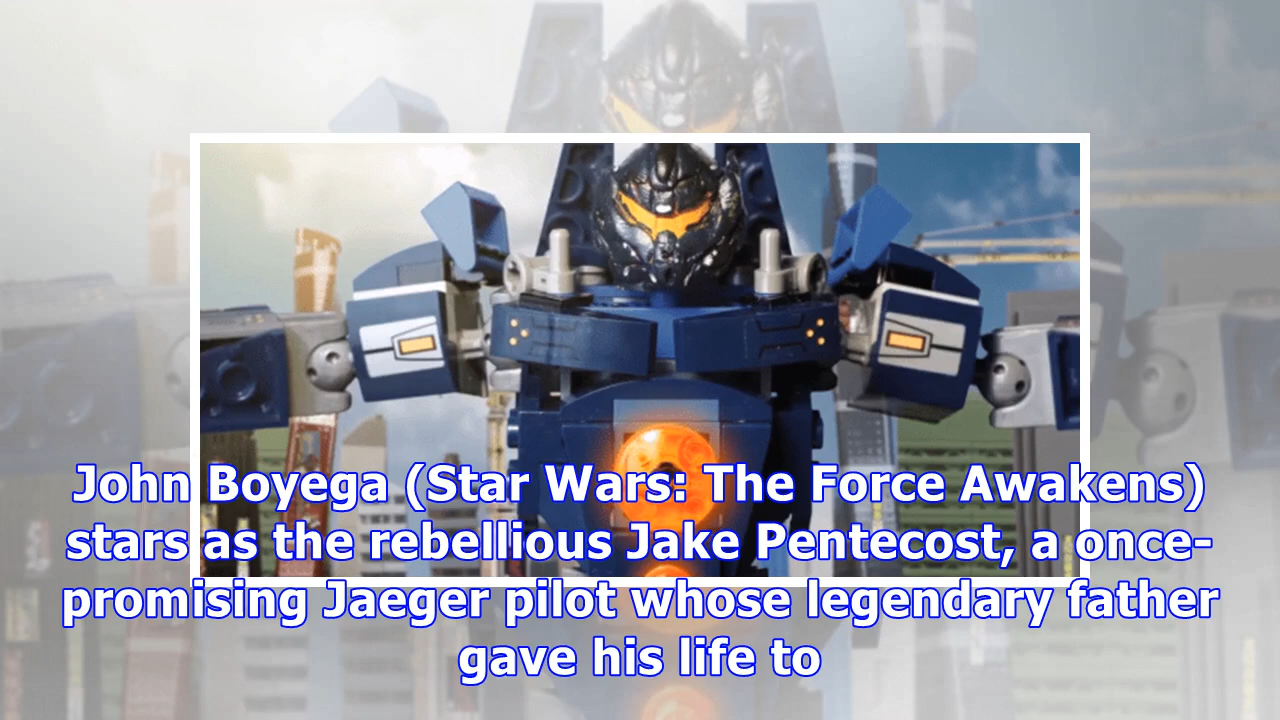 John Boyega (Star Wars: The Force Awakens)
stars as the rebellious Jake Pentecost, a once-
promising Jaeger pilot whose legendary father
gave his life to